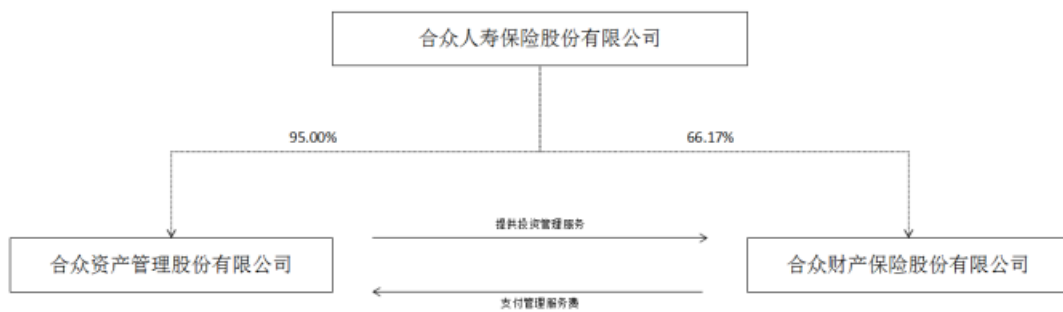 合众人寿保险股份有限公司
95.00%
66.17%
提供投资管理服务
合众资产管理股份有限公司
合众财产保险股份有限公司
支付管理服务费